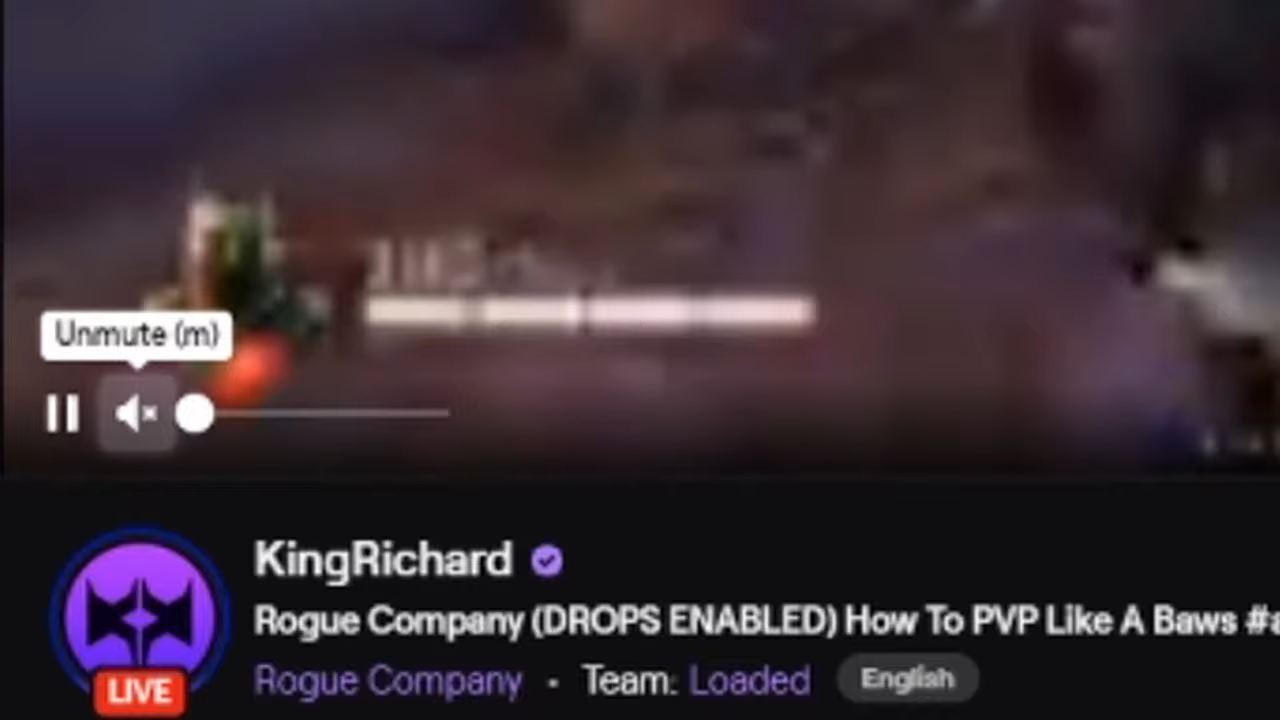 Unmute (m)
KingRichard
Rogue Company (DROPS ENABLED) How To PVP Like A Baws
Rogue Company · Team: Loaded English
LIVE